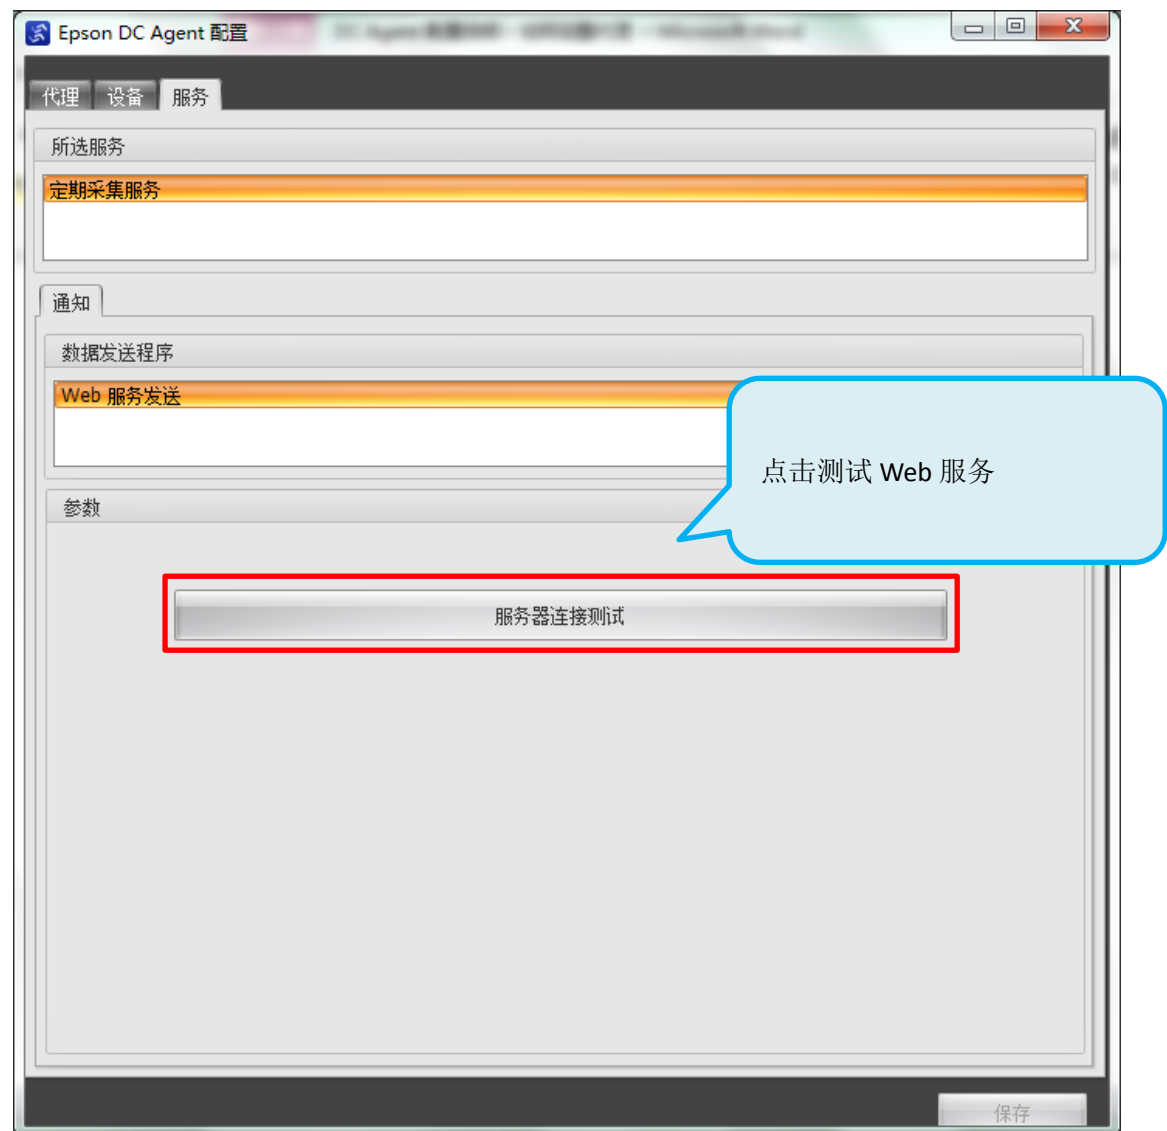 Epson DC Agent 配置
代理 设备 服务
所选服务
定期采集服务
通知
数据发送程序
Web 服务发送
点击测试 Web 服务
参数
服务器连接测试
保存